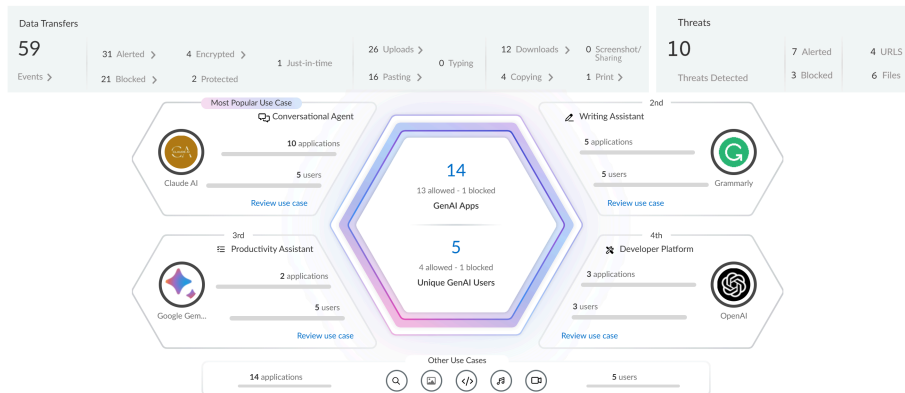 Data Transfers
59
Events >
31 Alerted >
21 Blocked >
4 Encrypted >
2 Protected
1 Just-in-time
26 Uploads >
16 Pasting >
0 Typing
12 Downloads >
4 Copying >
0 Screenshot/
Sharing
1 Print >
Threats
10
Threats Detected
7 Alerted
3 Blocked
4 URLS
6 Files
Most Popular Use Case
Conversational Agent
10 applications
5 users
Claude AI
Review use case
2nd
Writing Assistant
5 applications
5 users
Grammarly
Review use case
14
13 allowed - 1 blocked
GenAI Apps
5
4 allowed - 1 blocked
Unique GenAI Users
3rd
Productivity Assistant
2 applications
5 users
Google Gem...
Review use case
4th
Developer Platform
3 applications
3 users
OpenAI
Review use case
Other Use Cases
14 applications
5 users